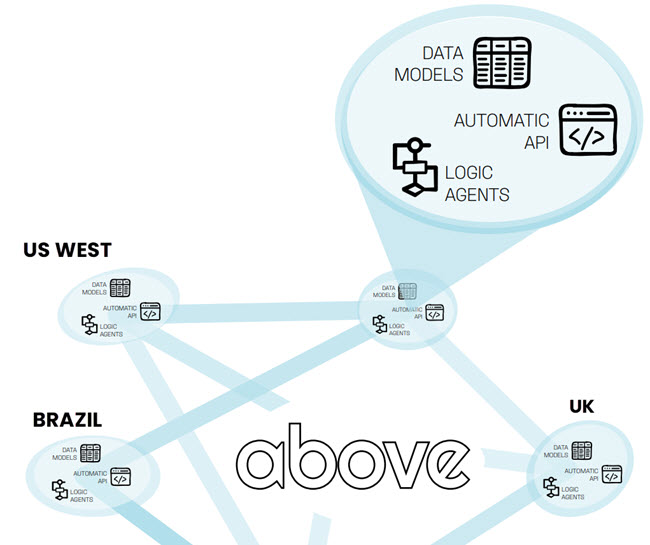 DATA
MODELS
AUTOMATIC
API
</>
LOGIC
AGENTS
US WEST
DATA
MODELS
AUTOMATIC
API
</>
LOGIC
AGENTS
DATA
MODELS
AUTOMATIC
API
</>
LOGIC
AGENTS
BRAZIL
DATA
MODELS
AUTOMATIC
API
</>
LOGIC
AGENTS
above
UK
DATA
MODELS
AUTOMATIC
API
</>
LOGIC
AGENTS